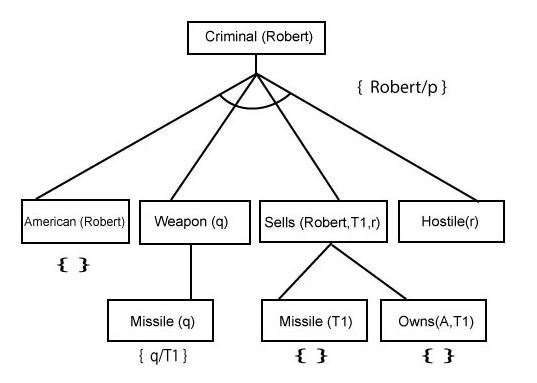 Criminal (Robert)
{ Robert/p }
American (Robert)
Weapon (q)
Sells (Robert,T1,r)
Hostile(r)
{ }
Missile (q)
Missile (T1)
Owns(A,T1)
{ q/T1 }
{ }
{ }